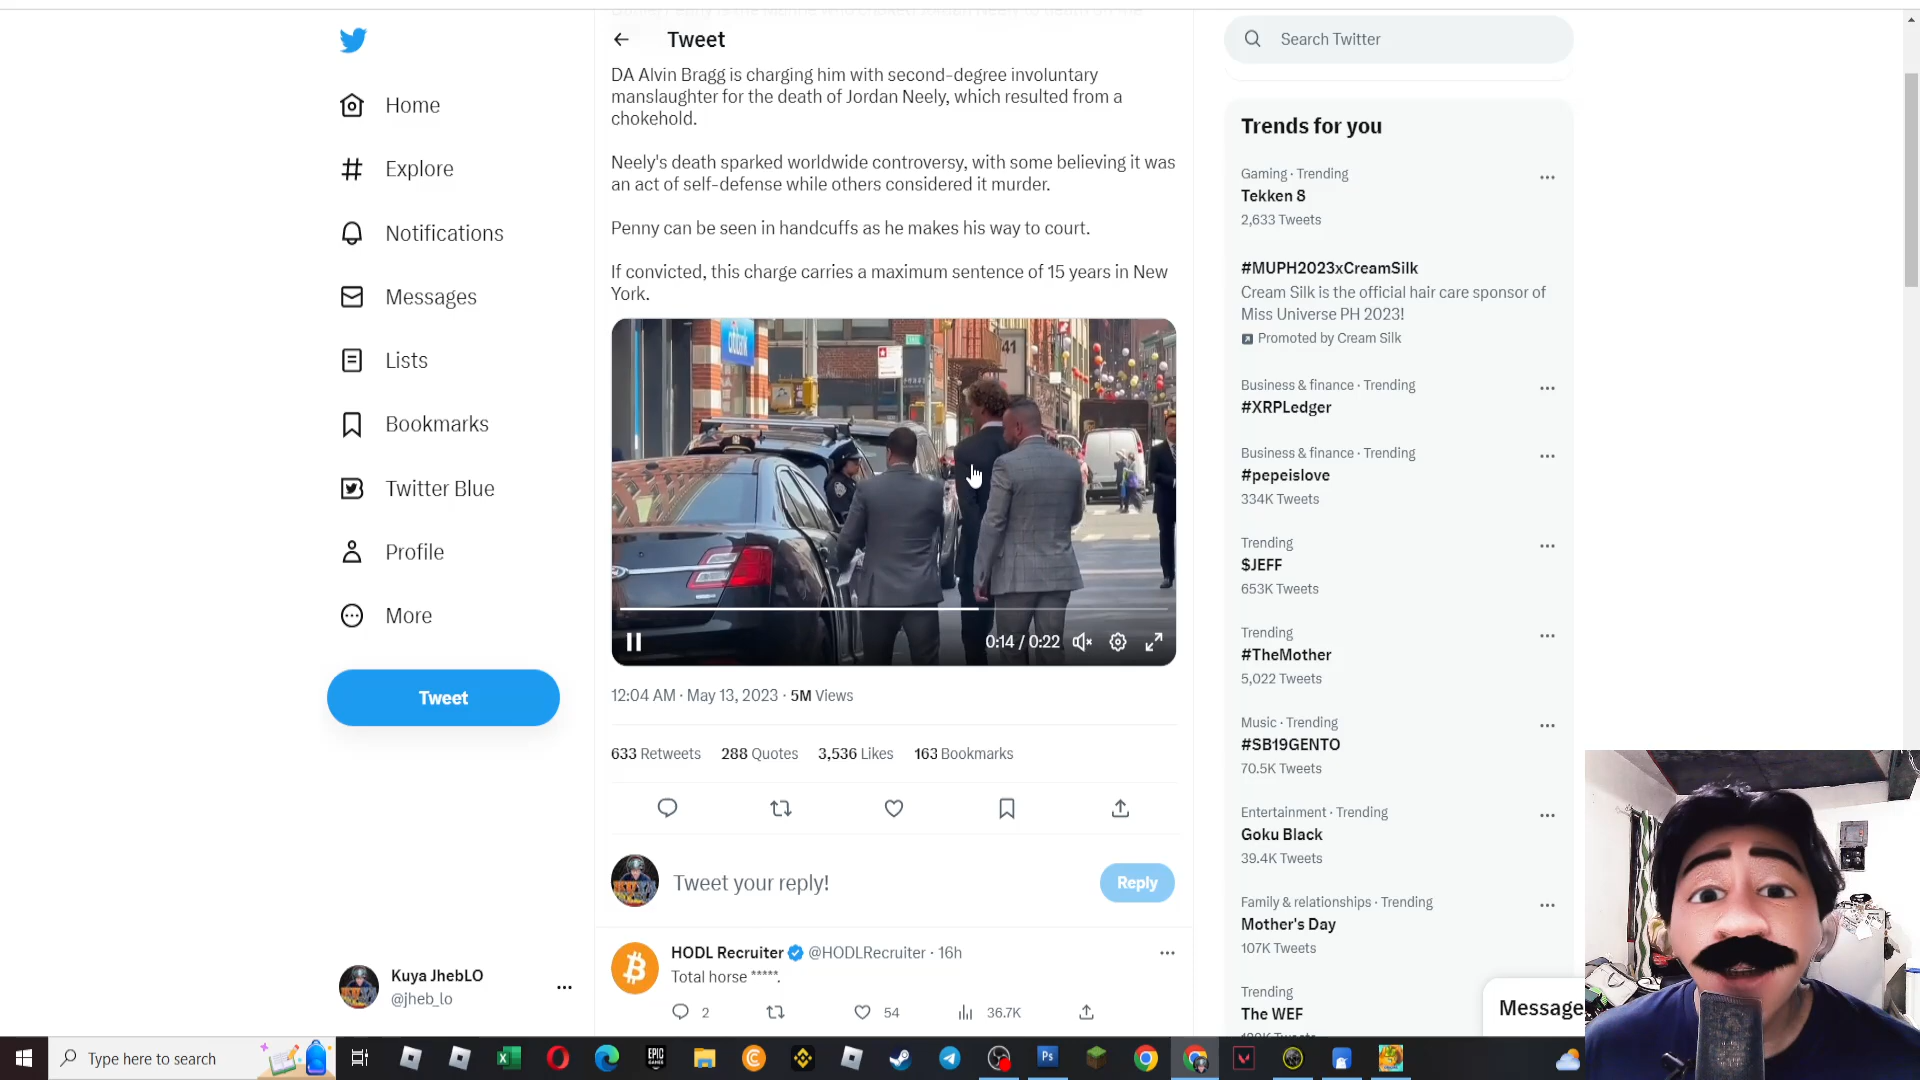 Tweet
Search Twitter
Home
Explore
Notifications
Messages
Lists
Bookmarks
Twitter Blue
Profile
More
Tweet
Kuya JhebLO
@jheb_lo
DA Alvin Bragg is charging him with second-degree involuntary
manslaughter for the death of Jordan Neely, which resulted from a
chokehold.
Neely's death sparked worldwide controversy, with some believing it was
an act of self-defense while others considered it murder.
Penny can be seen in handcuffs as he makes his way to court.
If convicted, this charge carries a maximum sentence of 15 years in New
York.
citibank
41
0:14 / 0:22
12:04 AM · May 13, 2023 · 5M Views
633 Retweets 288 Quotes 3,536 Likes 163 Bookmarks
Tweet your reply!
Reply
HODL Recruiter @HODLRecruiter · 16h
Total horse *****.
2
54
36.7K
Trends for you
Gaming · Trending
Tekken 8
2,633 Tweets
#MUPH2023xCreamSilk
Cream Silk is the official hair care sponsor of
Miss Universe PH 2023!
Promoted by Cream Silk
Business & finance · Trending
#XRPLedger
Business & finance · Trending
#pepeislove
334K Tweets
Trending
$JEFF
653K Tweets
Trending
#TheMother
5,022 Tweets
Music · Trending
#SB19GENTO
70.5K Tweets
Entertainment · Trending
Goku Black
39.4K Tweets
Family & relationships · Trending
Mother's Day
107K Tweets
Trending
The WEF
Message
Type here to search
EPIC
GAMES
Ps